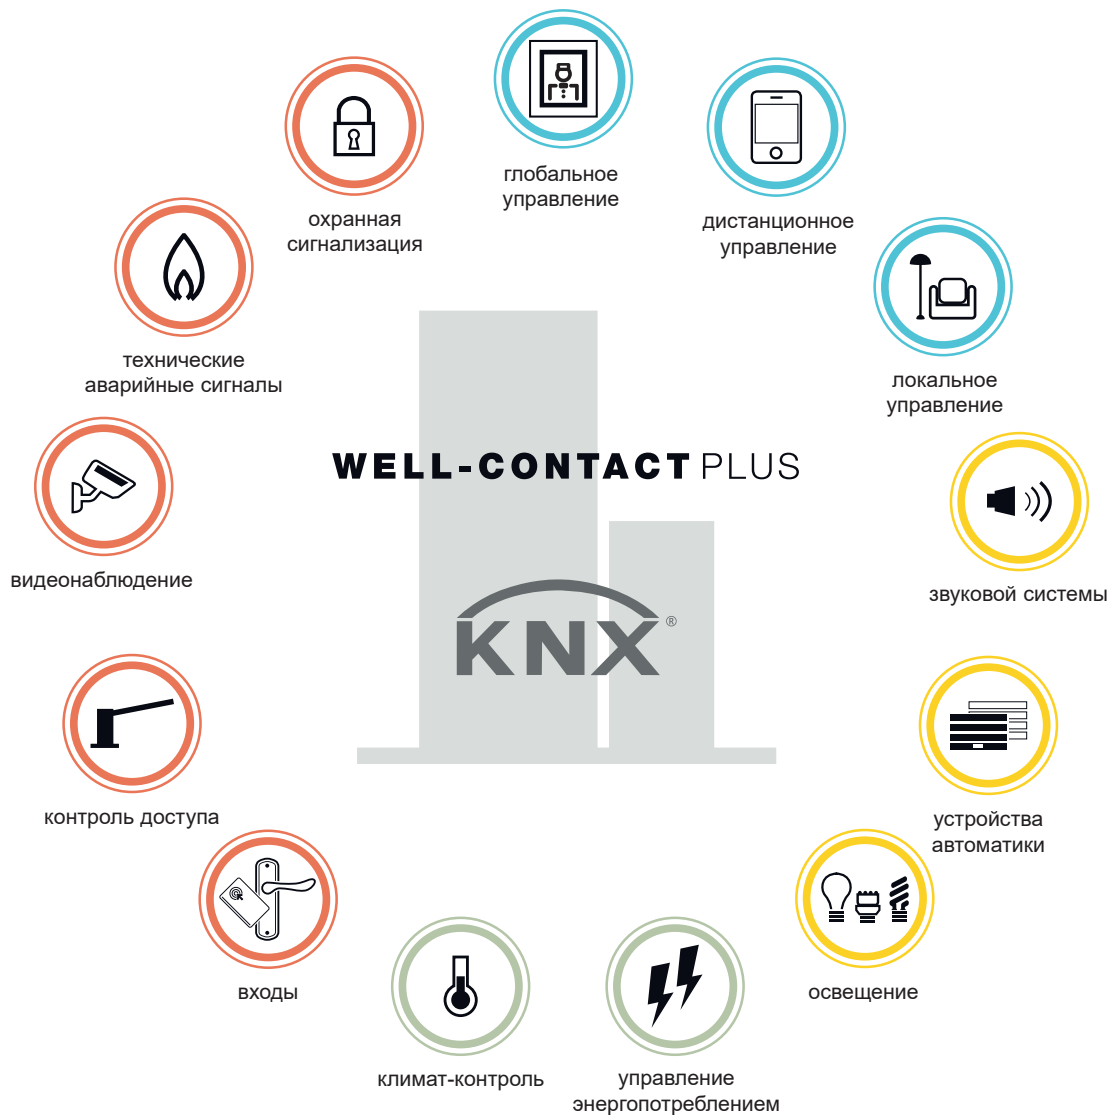 глобальное
управление
охранная
сигнализация
дистанционное
управление
технические
аварийные сигналы
локальное
управление
WELL-CONTACT PLUS
видеонаблюдение
звуковой системы
KNX®
контроль доступа
устройства
автоматики
входы
освещение
климат-контроль
управление
энергопотреблением